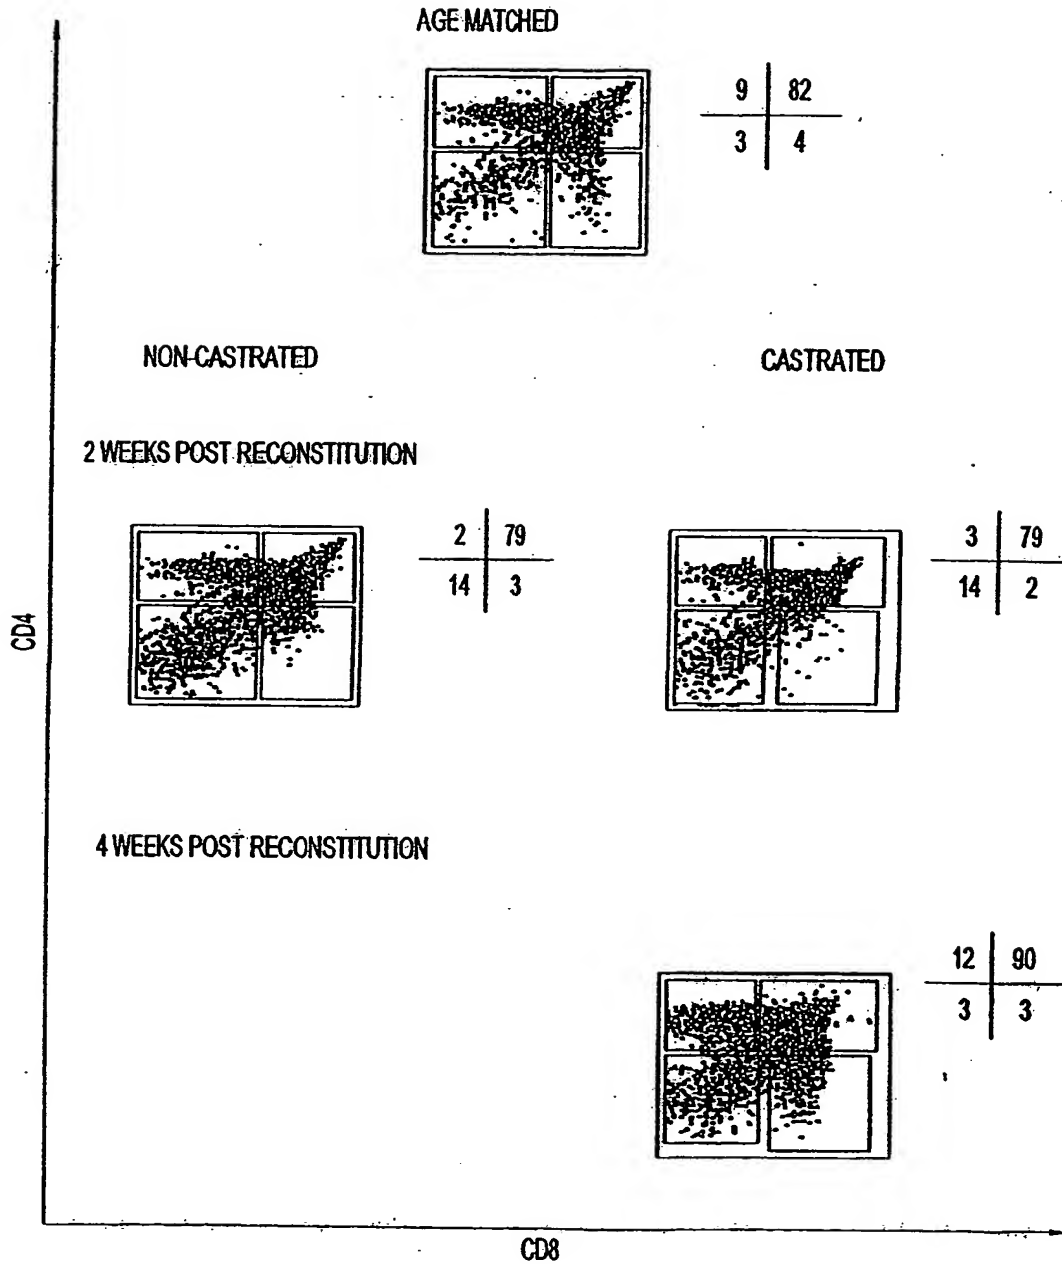 AGE MATCHED
9 82
3 4
NON-CASTRATED
CASTRATED
2 WEEKS POST RECONSTITUTION
2 79
14 3
3 79
14 2
CD4
4 WEEKS POST RECONSTITUTION
12 90
3 3
CD8